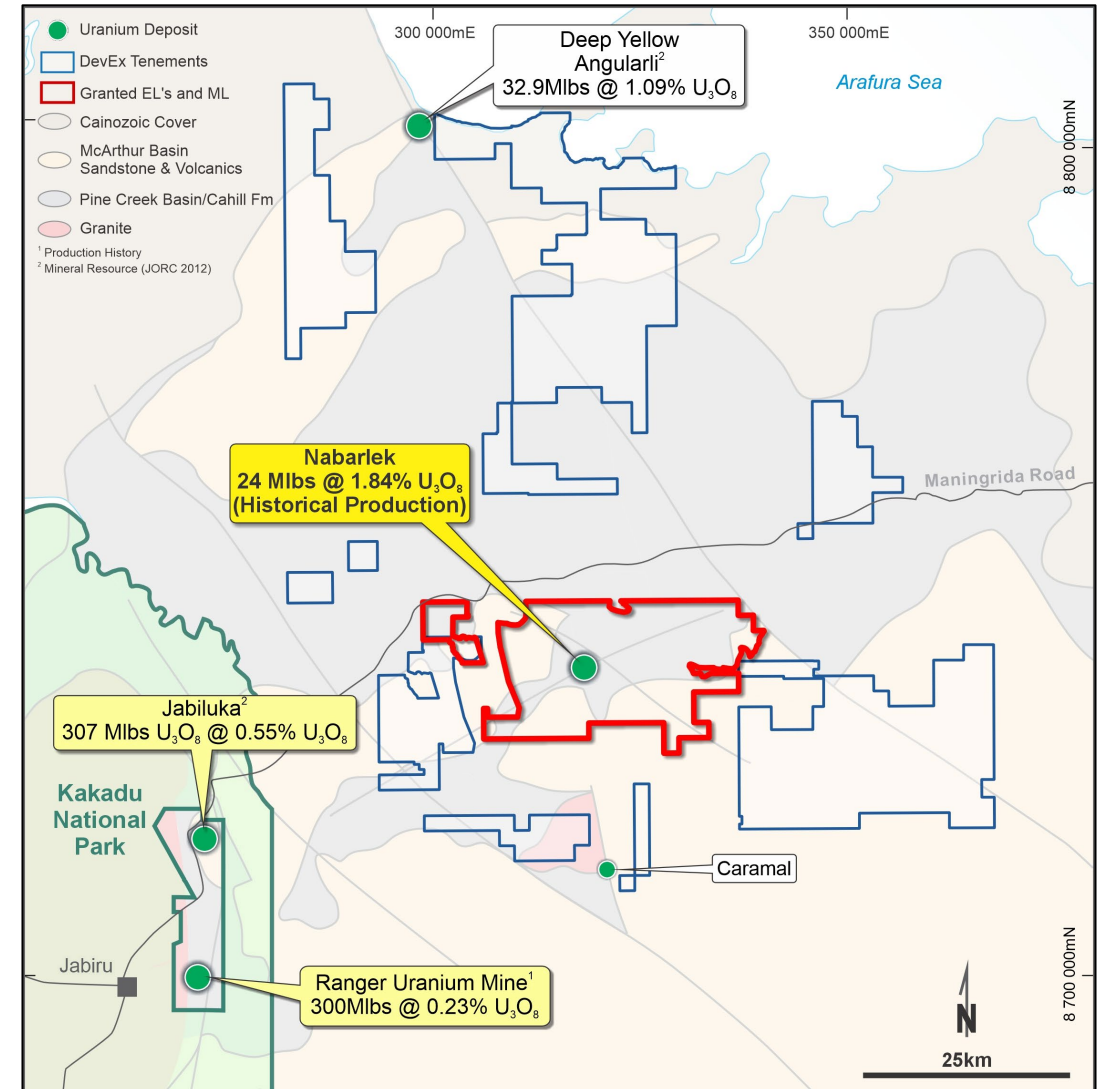 Uranium Deposit
DevEx Tenements
Granted EL's and ML
Cainozoic Cover
McArthur Basin
Sandstone & Volcanics
Pine Creek Basin/Cahill Fm
Granite
¹ Production History
² Mineral Resource (JORC 2012)
300 000mE
350 000mE
Deep Yellow
Angularli²
32.9Mlbs @ 1.09% U₃O₈
Arafura Sea
8 800 000mN
Nabarlek
24 Mlbs @ 1.84% U₃O₈
(Historical Production)
Maningrida Road
Jabiluka²
307 Mlbs U₃O₈ @ 0.55% U₃O₈
Kakadu
National
Park
Caramal
Jabiru
Ranger Uranium Mine¹
300Mlbs @ 0.23% U₃O₈
8 700 000mN
N
25km